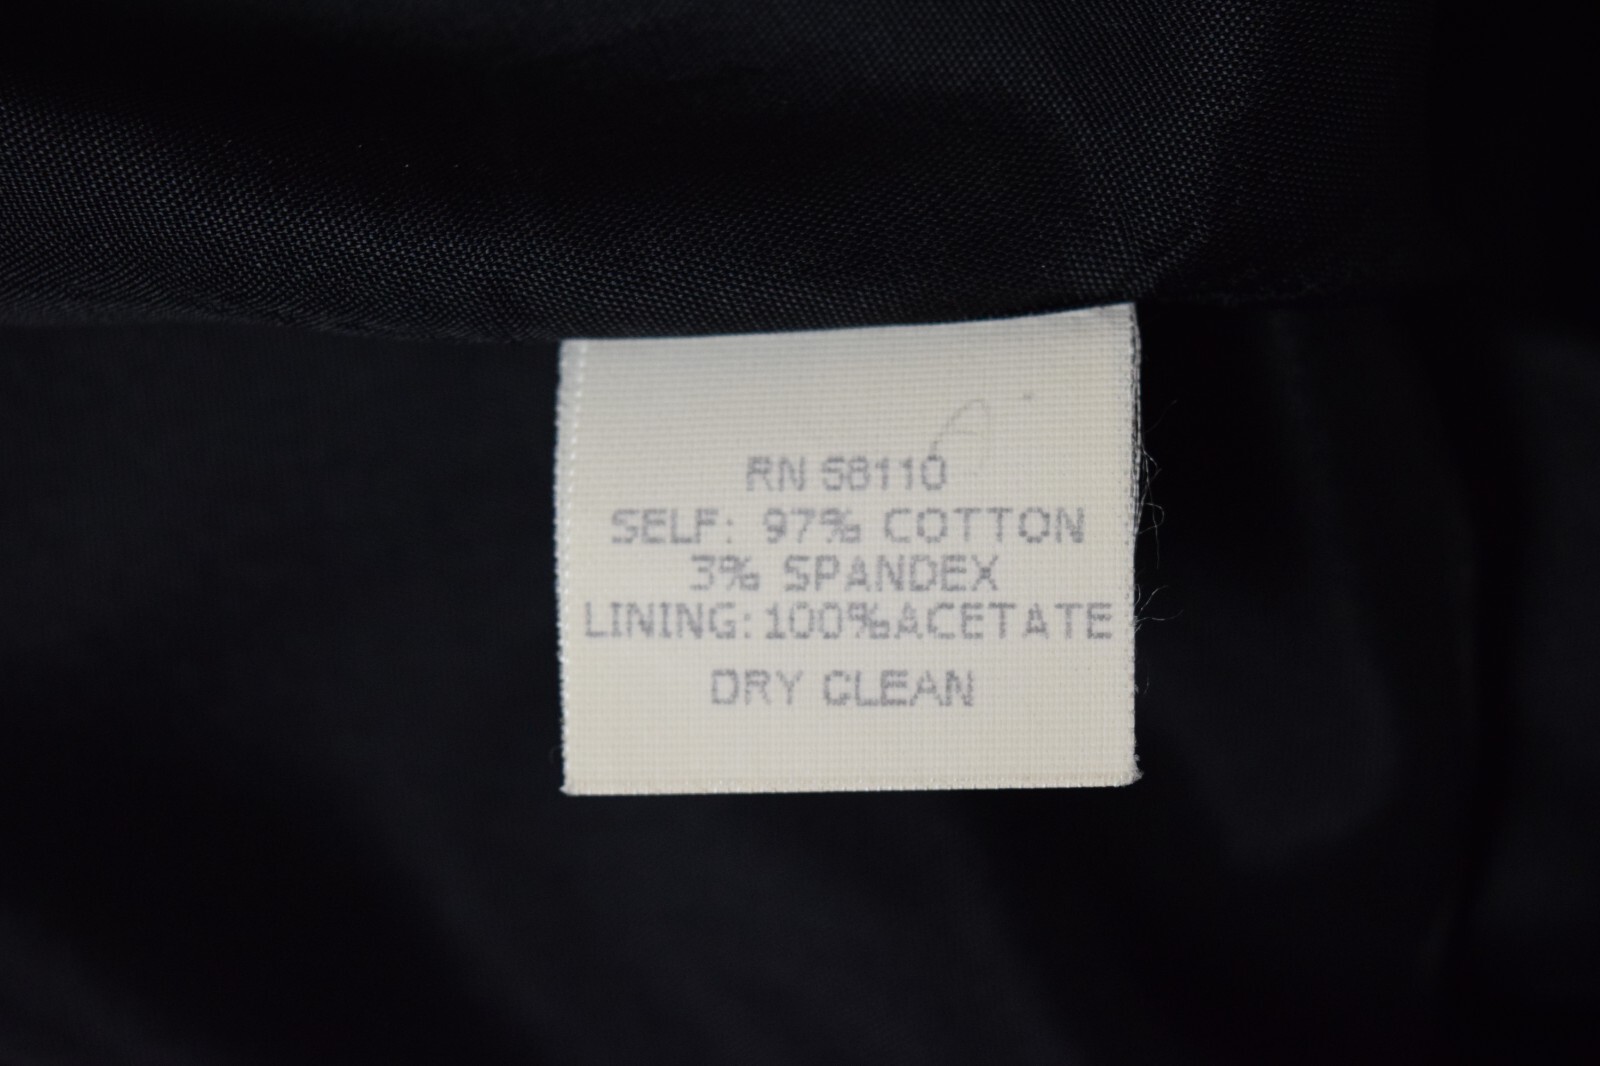 RN 58110
SELF: 97% COTTON
3% SPANDEX
LINING: 100% ACETATE
DRY CLEAN